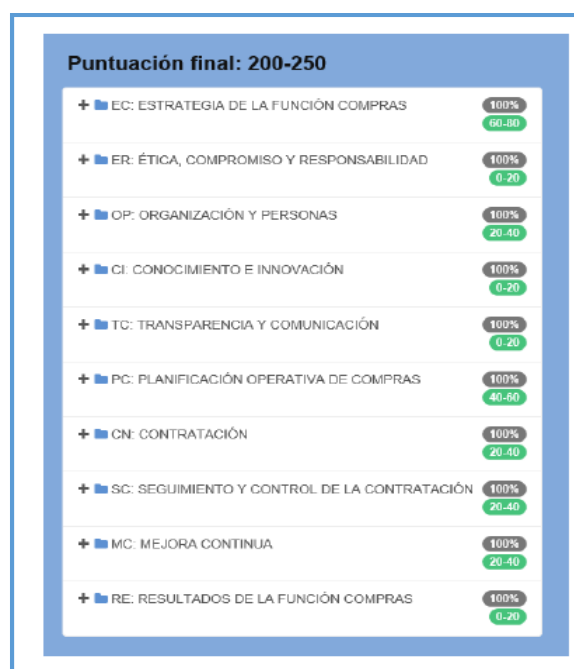 Puntuación final: 200-250
EC: ESTRATEGIA DE LA FUNCIÓN COMPRAS 100%
60-80
ER: ÉTICA, COMPROMISO Y RESPONSABILIDAD 100%
0-20
OP: ORGANIZACIÓN Y PERSONAS 100%
20-40
CI: CONOCIMIENTO E INNOVACIÓN 100%
0-20
TC: TRANSPARENCIA Y COMUNICACIÓN 100%
0-20
PC: PLANIFICACIÓN OPERATIVA DE COMPRAS 100%
40-60
CN: CONTRATACIÓN 100%
20-40
SC: SEGUIMIENTO Y CONTROL DE LA CONTRATACIÓN 100%
20-40
MC: MEJORA CONTINUA 100%
20-40
RE: RESULTADOS DE LA FUNCIÓN COMPRAS 100%
0-20